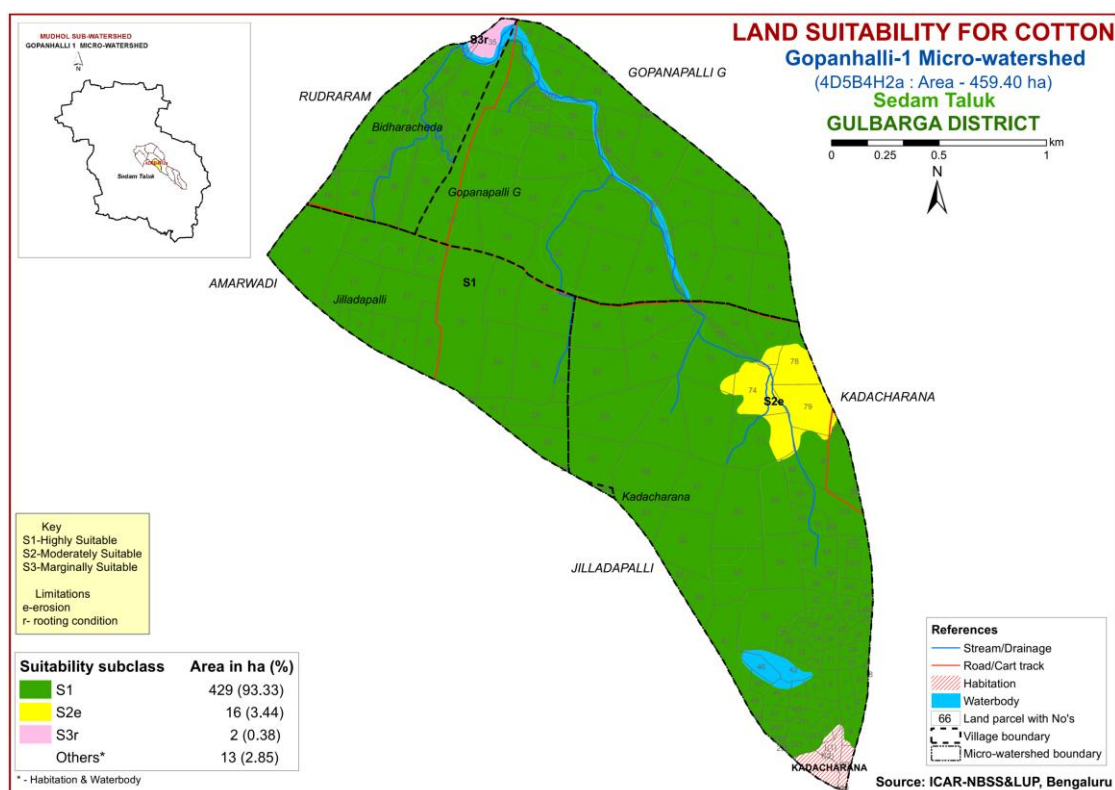 LAND SUITABILITY FOR COTTON
Gopanhalli-1 Micro-watershed
(4D5B4H2a : Area - 459.40 ha)
Sedam Taluk
GULBARGA DISTRICT
0 0.25 0.5 1 km
N
MUDHOL SUB-WATERSHED
GOPANHALLI 1 MICRO-WATERSHED
N
Sedam Taluk
S3r
35
GOPANAPALLI G
RUDRARAM
Bidharacheda
Gopanapalli G
AMARWADI
S1
Jilladapalli
78
74
79
S2e
KADACHARANA
Kadacharana
JILLADAPALLI
KADACHARANA
Key
S1-Highly Suitable
S2-Moderately Suitable
S3-Marginally Suitable
Limitations
e-erosion
r- rooting condition
Suitability subclass Area in ha (%)
S1 429 (93.33)
S2e 16 (3.44)
S3r 2 (0.38)
Others* 13 (2.85)
* - Habitation & Waterbody
References
Stream/Drainage
Road/Cart track
Habitation
Waterbody
66 Land parcel with No's
Village boundary
Micro-watershed boundary
Source: ICAR-NBSS&LUP, Bengaluru